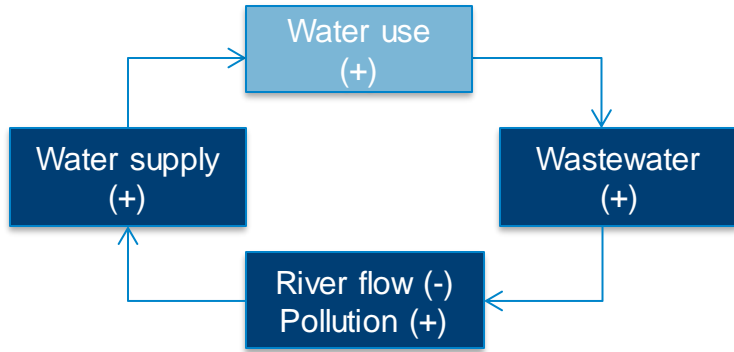 Water use
(+)
Water supply
(+)
Wastewater
(+)
River flow (-)
Pollution (+)